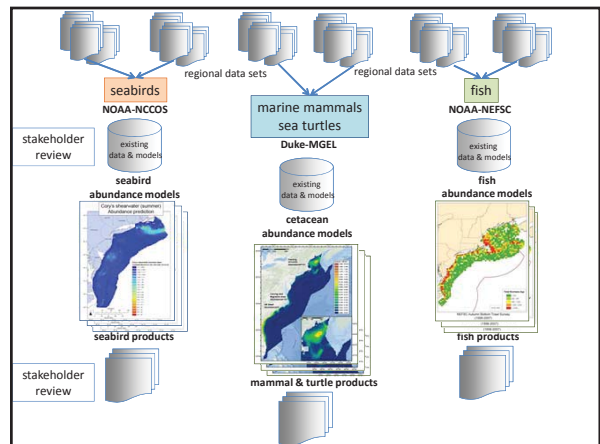 regional data sets
regional data sets
seabirds
NOAA-NCCOS
marine mammals
sea turtles
Duke-MGEL
fish
NOAA-NEFSC
stakeholder
review
existing
data & models
existing
data & models
existing
data & models
seabird
abundance models
cetacean
abundance models
fish
abundance models
Cory's shearwater (summer)
Abundance prediction
seabird products
mammal & turtle products
fish products
stakeholder
review